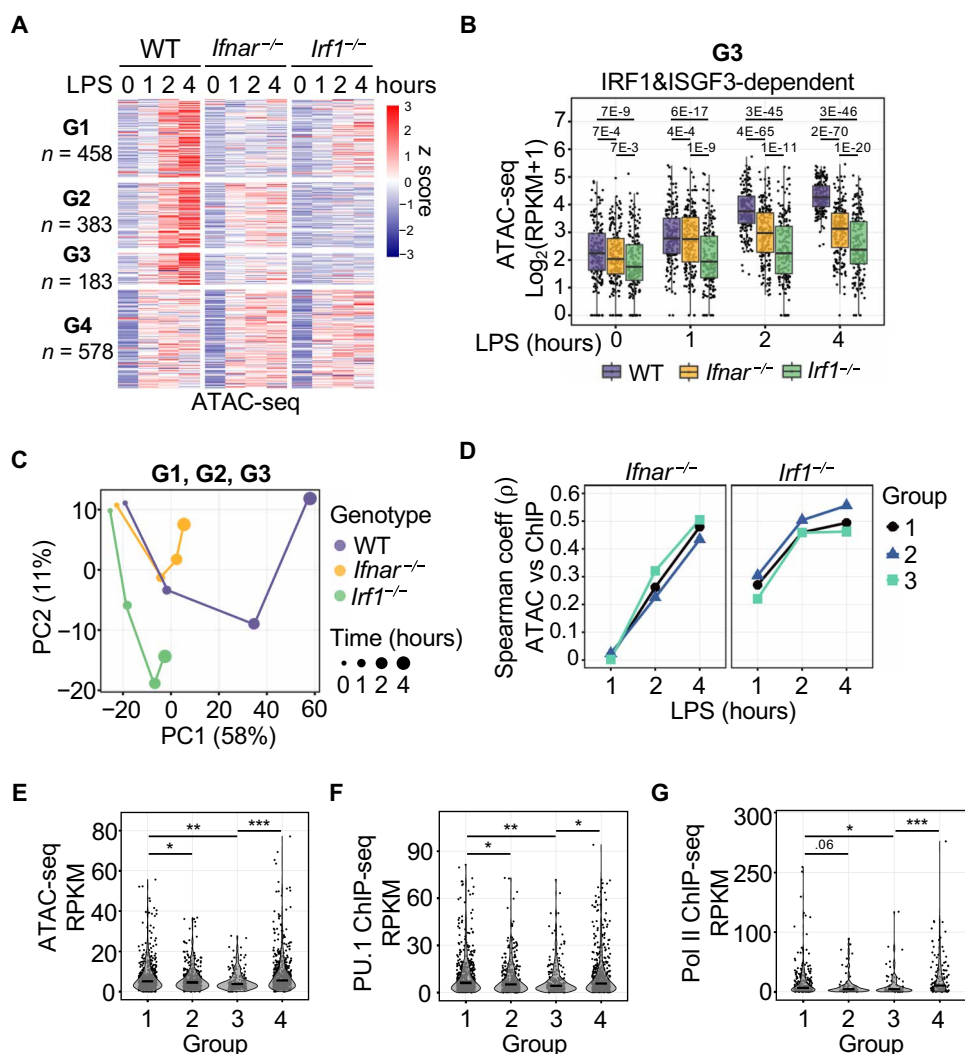 A
WT Ifnar–/– Irf1–/–
LPS 0 1 2 4 0 1 2 4 0 1 2 4 hours
G1
n = 458
G2
n = 383
G3
n = 183
G4
n = 578
3
2
1
0
−1
−2
−3
z score
ATAC-seq
B
G3
IRF1&ISGF3-dependent
7E-9 6E-17 3E-45 3E-46
7E-4 4E-4 4E-65 2E-70
7E-3 1E-9 1E-11 1E-20
7
6
5
4
3
2
1
0
ATAC-seq
Log2(RPKM+1)
LPS (hours) 0 1 2 4
WT Ifnar–/– Irf1–/–
C
G1, G2, G3
10
0
−10
−20
PC2 (11%)
−20 0 20 40 60
PC1 (58%)
Genotype
WT
Ifnar–/–
Irf1–/–
Time (hours)
0 1 2 4
D
Ifnar–/– Irf1–/–
0.6
0.5
0.4
0.3
0.2
0.1
0
Spearman coeff (ρ)
ATAC vs ChIP
1 2 4 1 2 4
LPS (hours)
Group
1
2
3
E
80
60
40
20
0
ATAC-seq
RPKM
** ***
*
1 2 3 4
Group
F
90
60
30
0
PU. 1 ChIP-seq
RPKM
** *
*
1 2 3 4
Group
G
300
250
100
0
Pol II ChIP-seq
RPKM
* ***
.06
1 2 3 4
Group